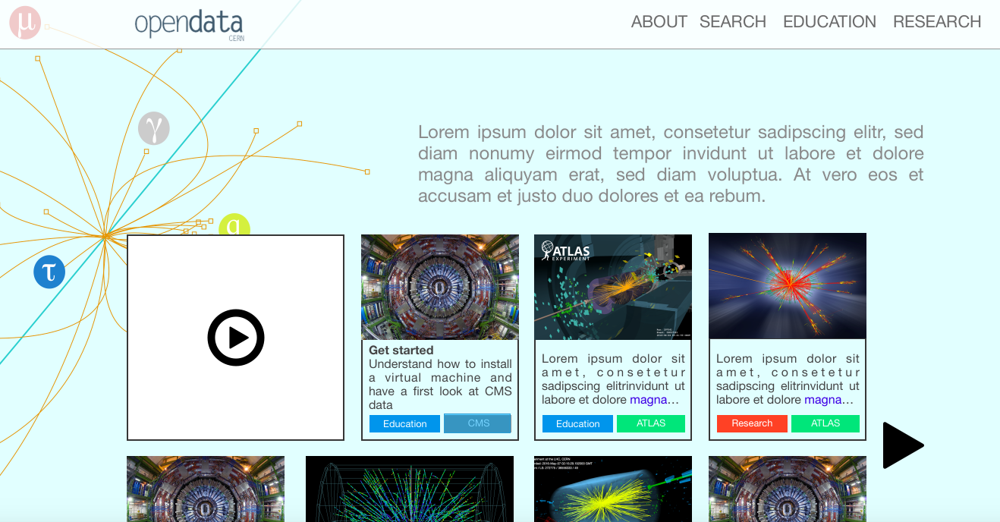 μ
opendata
CERN
ABOUT SEARCH EDUCATION RESEARCH
γ
Lorem ipsum dolor sit amet, consetetur sadipscing elitr, sed
diam nonumy eirmod tempor invidunt ut labore et dolore
magna aliquyam erat, sed diam voluptua. At vero eos et
accusam et justo duo dolores et ea rebum.
τ
ATLAS
EXPERIMENT
Get started
Understand how to install
a virtual machine and
have a first look at CMS
data
Education
CMS
Lorem ipsum dolor sit
amet, consetetur
sadipscing elitrinvidunt ut
labore et dolore magna...
Education
ATLAS
Lorem ipsum dolor sit
amet, consetetur
sadipscing elitrinvidunt ut
labore et dolore magna...
Research
ATLAS
periment at the LHC, CERN